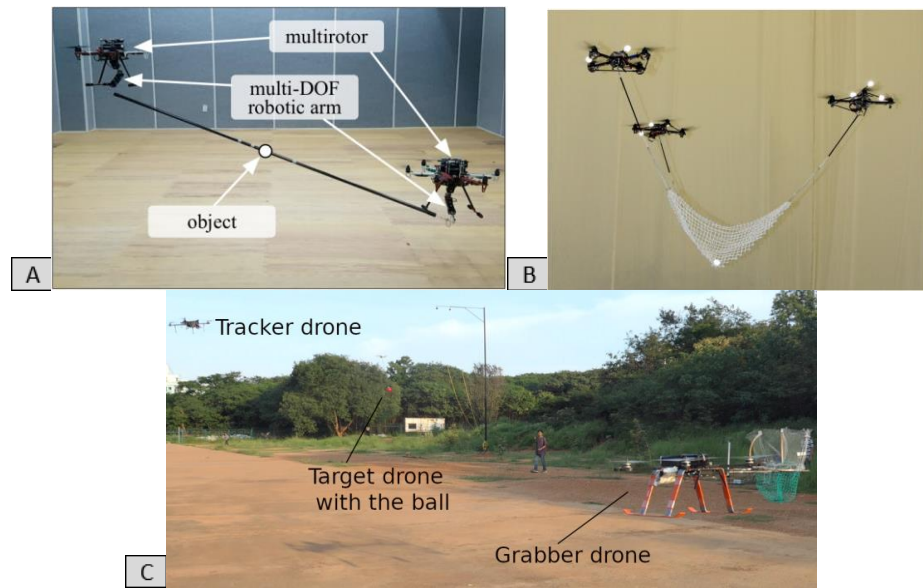 multirotor
multi-DOF
robotic arm
object
A
B
Tracker drone
Target drone
with the ball
Grabber drone
C